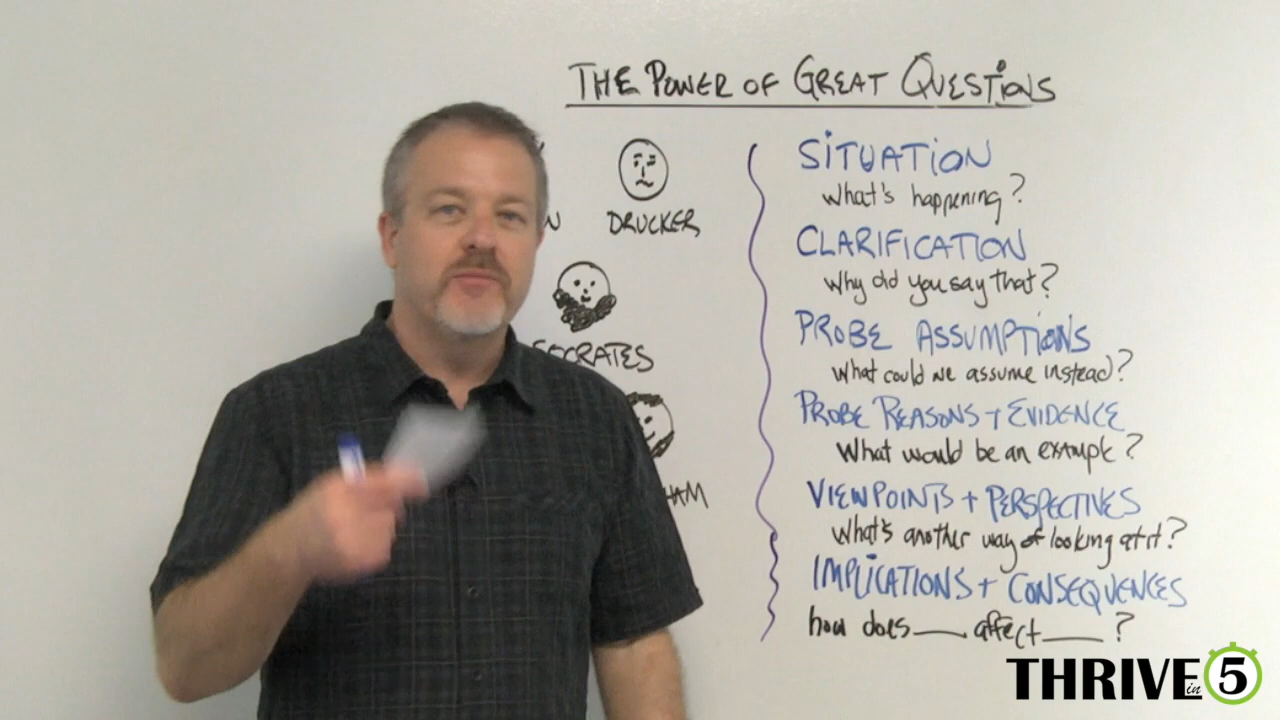 THE POWER OF GREAT QUESTIONS
DRUCKER
SOCRATES
SITUATION
What's happening?
CLARIFICATION
Why did you say that?
PROBE ASSUMPTIONS
What could we assume instead?
PROBE REASONS + EVIDENCE
What would be an example?
VIEWPOINTS + PERSPECTIVES
What's another way of looking at it?
IMPLICATIONS + CONSEQUENCES
how does ___ affect ___?
THRIVE in 5